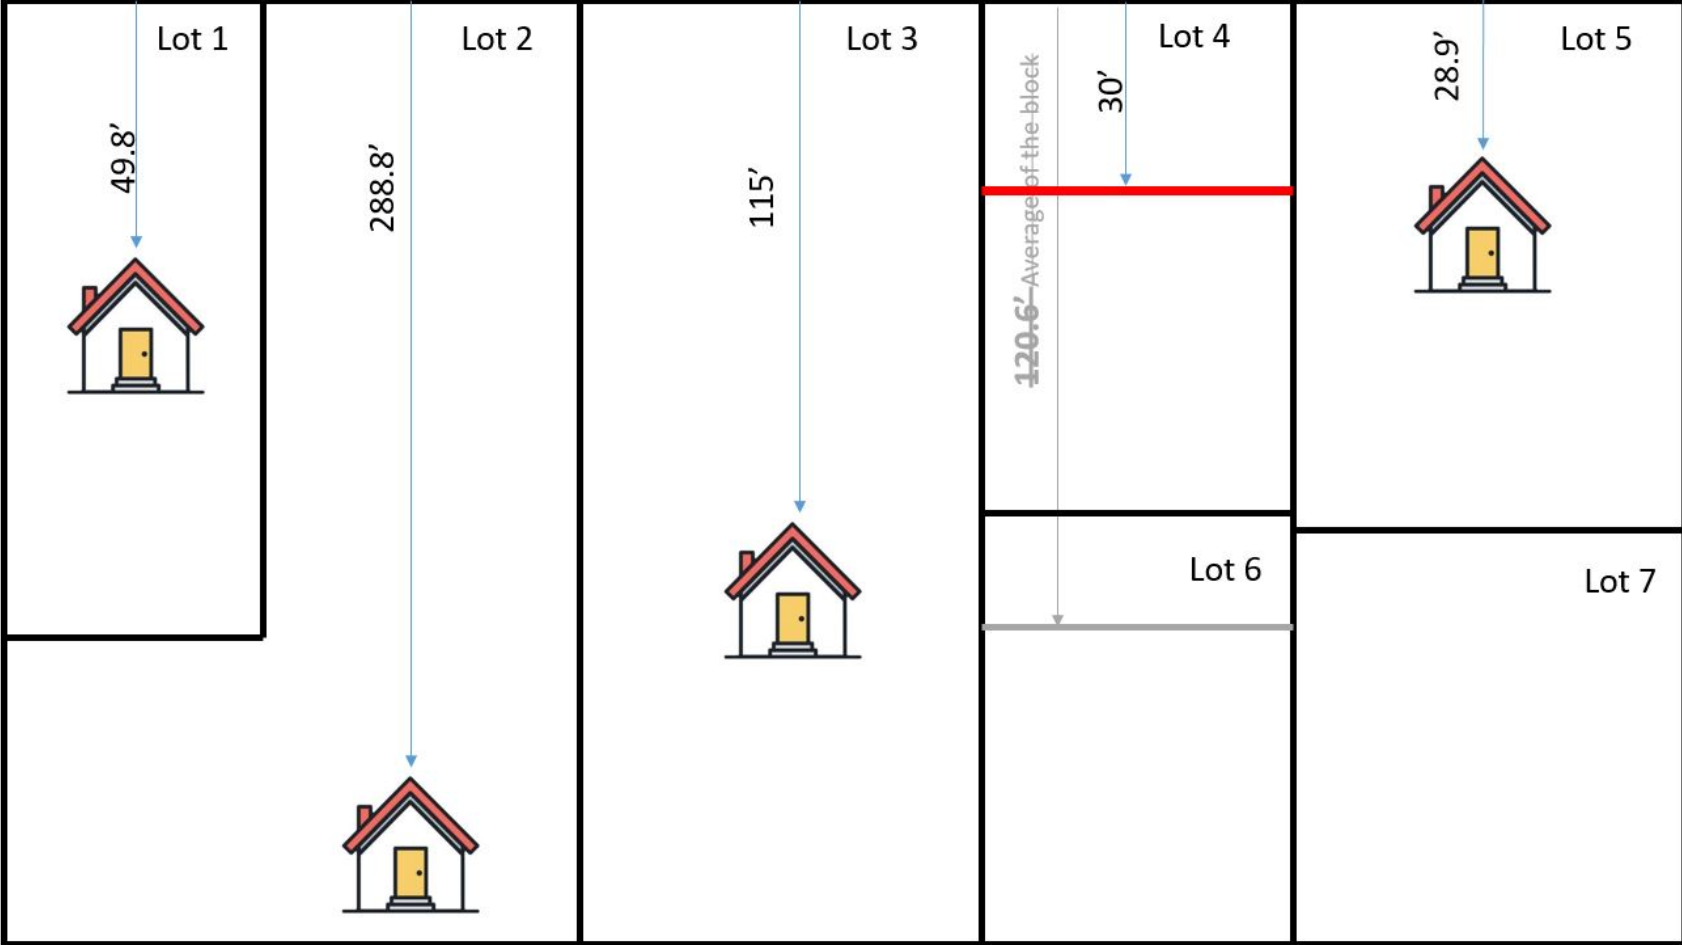 Lot 1
Lot 2
Lot 3
Lot 4
Lot 5
49.8’
288.8’
115’
120.6’ Average of the block
30’
28.9’
Lot 6
Lot 7